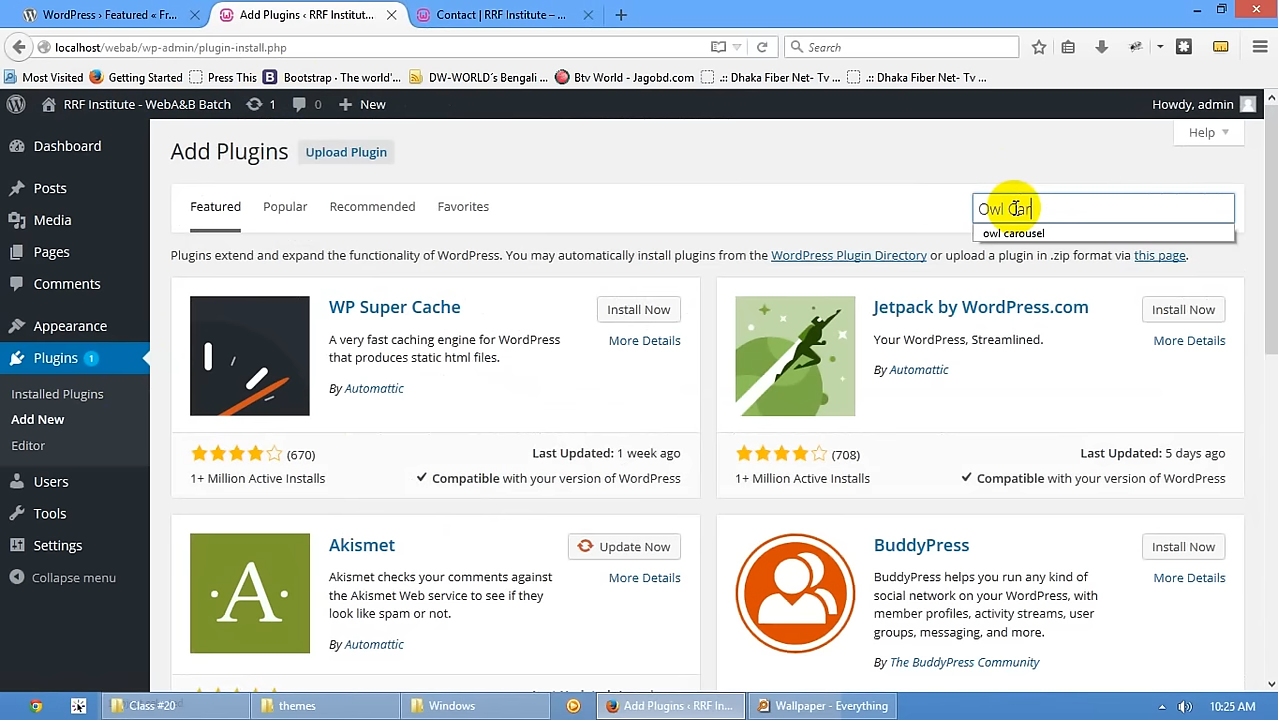 WordPress › Featured « Fr...
Add Plugins ‹ RRF Institut...
Contact | RRF Institute – ...
localhost/webab/wp-admin/plugin-install.php
Search
Most Visited
Getting Started
Press This
Bootstrap · The world'...
DW-WORLD's Bengali ...
Btv World - Jagobd.com
.:: Dhaka Fiber Net- Tv ...
.:: Dhaka Fiber Net- Tv ...
RRF Institute - WebA&B Batch
1
0
New
Howdy, admin
Help
Dashboard
Posts
Media
Pages
Comments
Appearance
Plugins 1
Installed Plugins
Add New
Editor
Users
Tools
Settings
Collapse menu
Add Plugins
Upload Plugin
Featured
Popular
Recommended
Favorites
Owl Car
owl carousel
Plugins extend and expand the functionality of WordPress. You may automatically install plugins from the WordPress Plugin Directory or upload a plugin in .zip format via this page.
WP Super Cache
Install Now
More Details
A very fast caching engine for WordPress
that produces static html files.
By Automattic
(670)
Last Updated: 1 week ago
1+ Million Active Installs
Compatible with your version of WordPress
Jetpack by WordPress.com
Install Now
More Details
Your WordPress, Streamlined.
By Automattic
(708)
Last Updated: 5 days ago
1+ Million Active Installs
Compatible with your version of WordPress
Akismet
Update Now
More Details
Akismet checks your comments against
the Akismet Web service to see if they
look like spam or not.
By Automattic
A
BuddyPress
Install Now
More Details
BuddyPress helps you run any kind of
social network on your WordPress, with
member profiles, activity streams, user
groups, messaging, and more.
By The BuddyPress Community
Class #20
themes
Windows
Add Plugins ‹ RRF In...
Wallpaper - Everything
10:25 AM